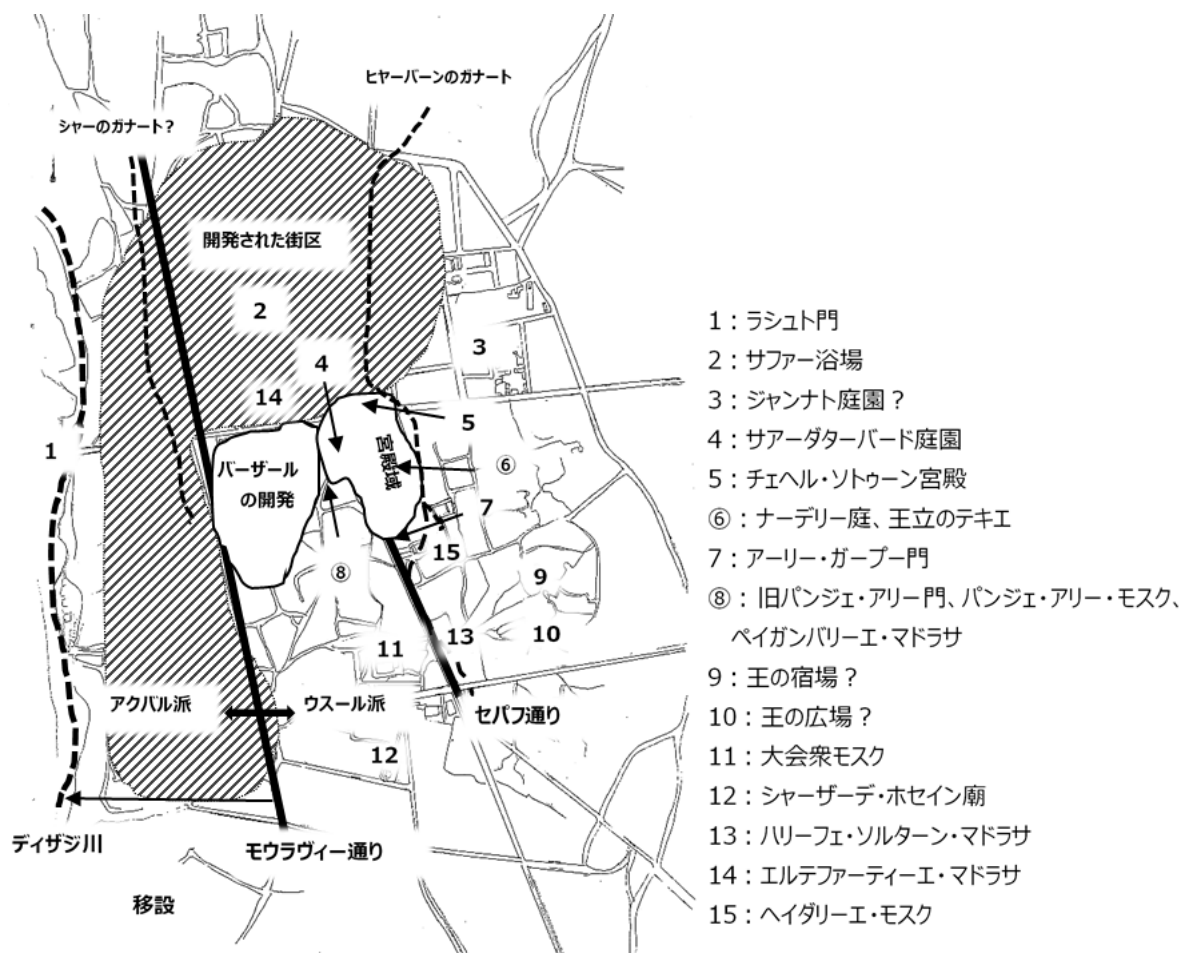 ヒヤーバーンのガナート
シャーのガナート？
開発された街区
2
3
4
14
5
1
バーザール
の開発
宮殿域
⑥
7
15
⑧
9
13
10
11
アクバル派
ウスール派
セパフ通り
12
ディザジ川
モウラヴィー通り
移設
1：ラシュト門
2：サファー浴場
3：ジャンナト庭園？
4：サアーダターバード庭園
5：チェヘル・ソトゥーン宮殿
⑥：ナーデリー庭、王立のテキエ
7：アーリー・ガープー門
⑧：旧パンジェ・アリー門、パンジェ・アリー・モスク、
ペイガンバリーエ・マドラサ
9：王の宿場？
10：王の広場？
11：大会衆モスク
12：シャーザーデ・ホセイン廟
13：ハリーフェ・ソルターン・マドラサ
14：エルテファーティーエ・マドラサ
15：ヘイダリーエ・モスク